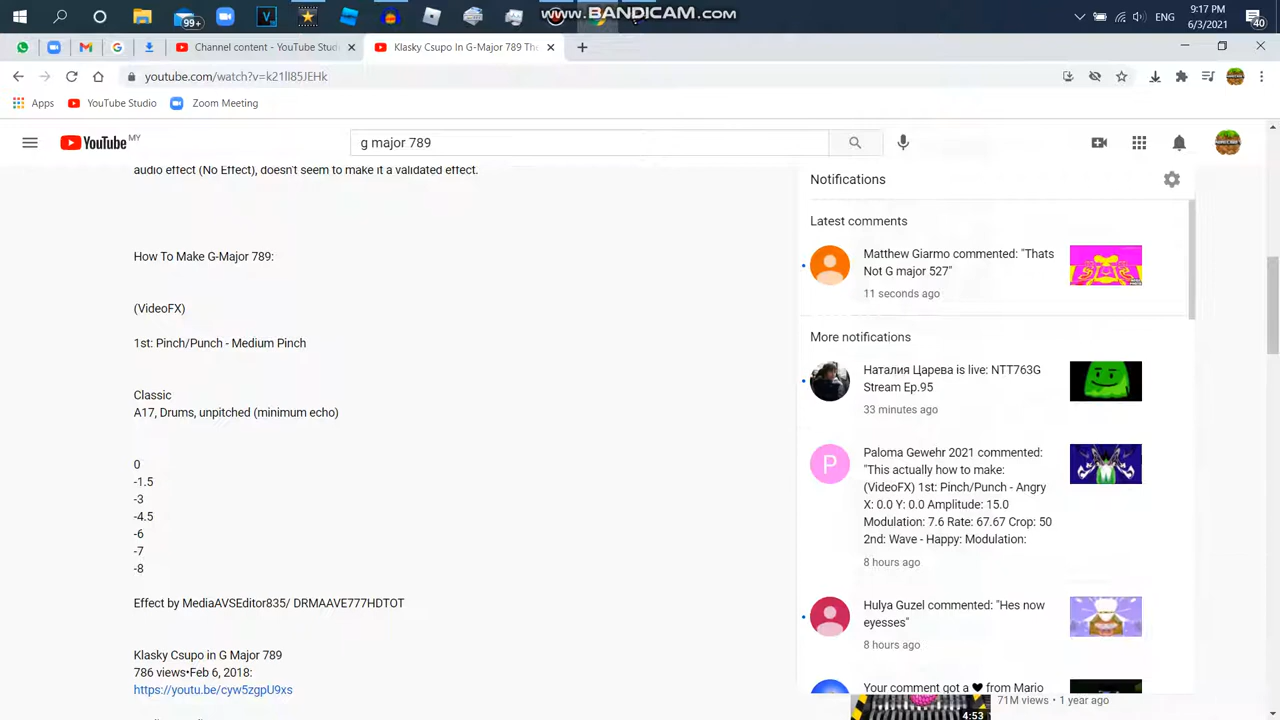 www.BANDICAM.com
99+
ENG
9:17 PM
6/3/2021
40
Channel content - YouTube Stud
Klasky Csupo In G-Major 789 The
youtube.com/watch?v=k21ll85JEHk
Apps
YouTube Studio
Zoom Meeting
YouTube MY
g major 789
audio effect (No Effect), doesn't seem to make it a validated effect.
How To Make G-Major 789:
(VideoFX)
1st: Pinch/Punch - Medium Pinch
Classic
A17, Drums, unpitched (minimum echo)
0
-1.5
-3
-4.5
-6
-7
-8
Effect by MediaAVSEditor835/ DRMAAVE777HDTOT
Klasky Csupo in G Major 789
786 views•Feb 6, 2018:
https://youtu.be/cyw5zgpU9xs
Notifications
Latest comments
Matthew Giarmo commented: "Thats
Not G major 527"
11 seconds ago
More notifications
Наталия Царева is live: NTT763G
Stream Ep.95
33 minutes ago
P
Paloma Gewehr 2021 commented:
"This actually how to make:
(VideoFX) 1st: Pinch/Punch - Angry
X: 0.0 Y: 0.0 Amplitude: 15.0
Modulation: 7.6 Rate: 67.67 Crop: 50
2nd: Wave - Happy: Modulation:
8 hours ago
Hulya Guzel commented: "Hes now
eyesses"
8 hours ago
Your comment got a ♥ from Mario
4:53
71M views • 1 year ago